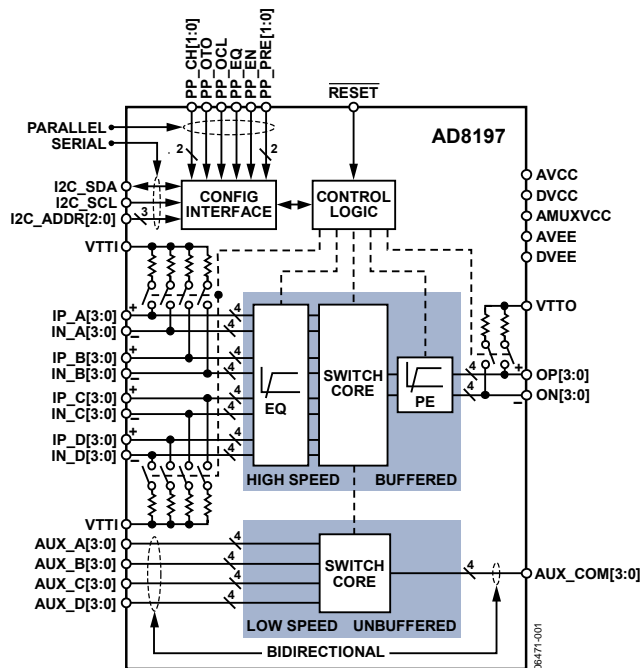 PP_CH[1:0]
PP_OTO
PP_OCL
PP_EQ
PP_EN
PP_PRE[1:0]
RESET
PARALLEL
SERIAL
AD8197
2
2
I2C_SDA
I2C_SCL
I2C_ADDR[2:0]
3
CONFIG
INTERFACE
CONTROL
LOGIC
AVCC
DVCC
AMUXVCC
AVEE
DVEE
VTTI
VTTO
+
IP_A[3:0]
4
IN_A[3:0]
4
−
+
IP_B[3:0]
4
IN_B[3:0]
4
−
+
IP_C[3:0]
4
IN_C[3:0]
4
−
+
IP_D[3:0]
4
IN_D[3:0]
4
−
EQ
SWITCH
CORE
PE
4
+
OP[3:0]
4
−
ON[3:0]
HIGH SPEED
BUFFERED
VTTI
AUX_A[3:0]
4
AUX_B[3:0]
4
AUX_C[3:0]
4
AUX_D[3:0]
4
SWITCH
CORE
4
AUX_COM[3:0]
LOW SPEED
UNBUFFERED
BIDIRECTIONAL
06471-001